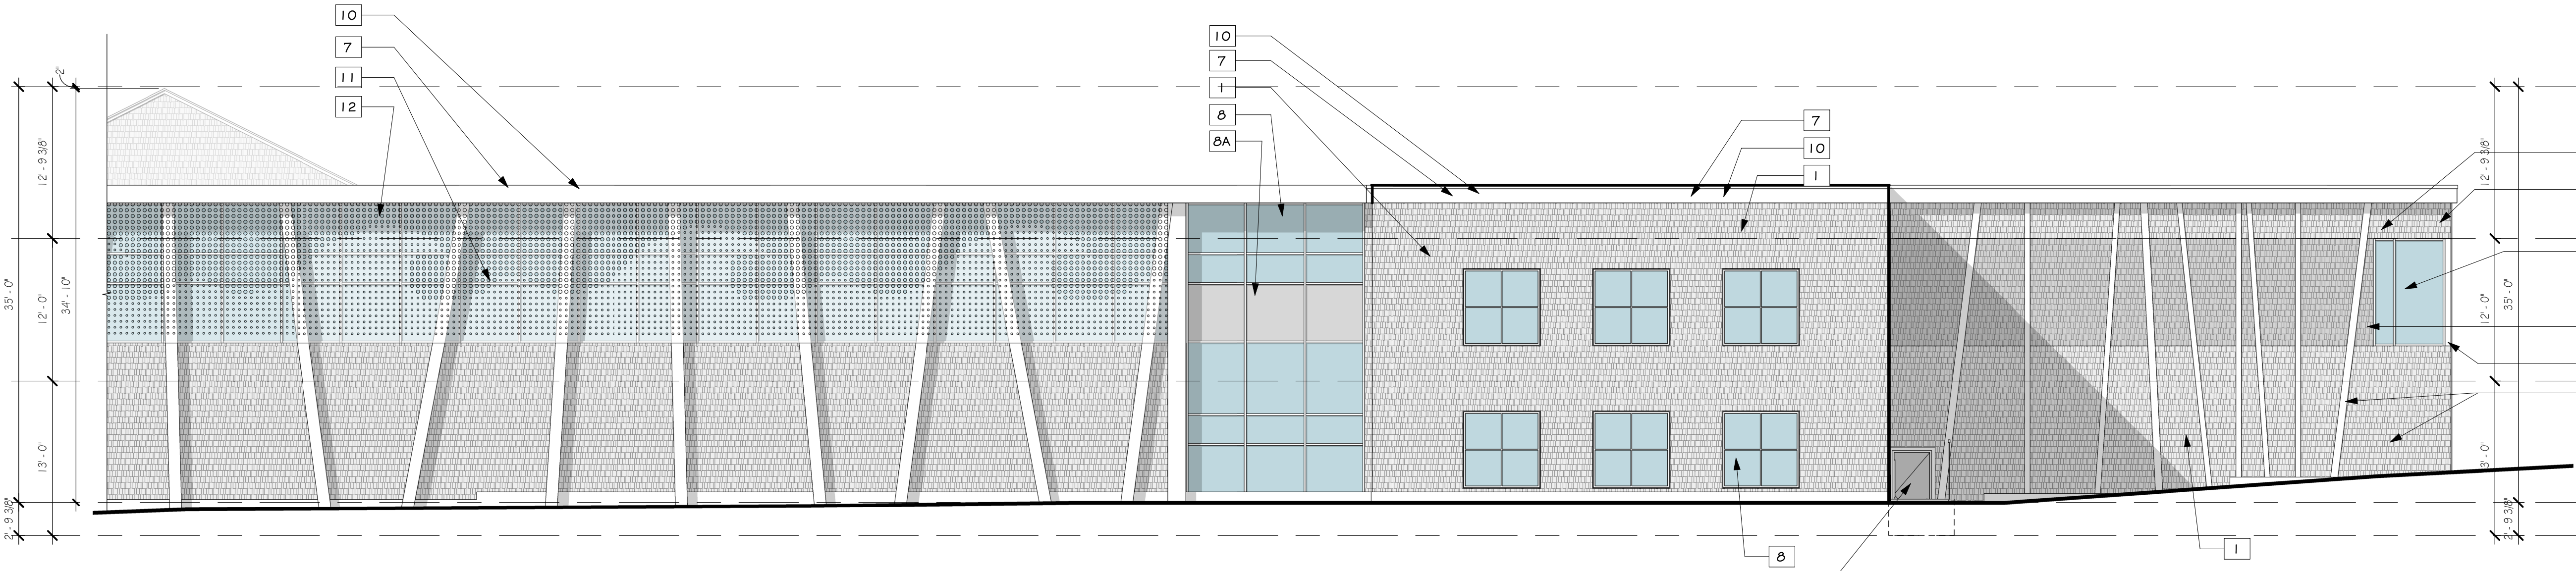 10
7
11
12
10
7
1
8
8A
7
10
1
8
1
2"
12' - 9 3/8"
35' - 0"
12' - 0"
34' - 10"
13' - 0"
2' - 9 3/8"
12' - 9 3/8"
12' - 0"
35' - 0"
3' - 0"
2' - 9 3/8"